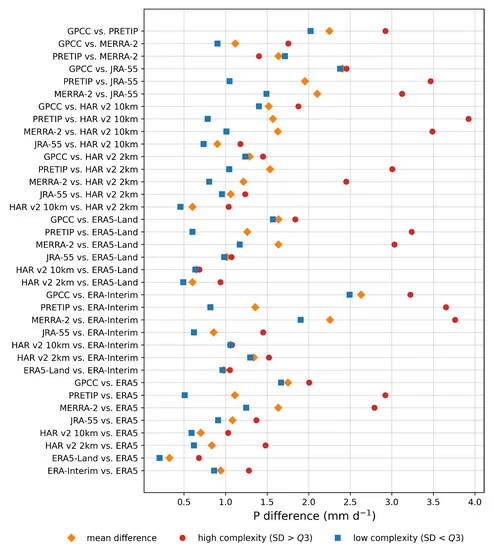 GPCC vs. PRETIP
GPCC vs. MERRA-2
PRETIP vs. MERRA-2
GPCC vs. JRA-55
PRETIP vs. JRA-55
MERRA-2 vs. JRA-55
GPCC vs. HAR v2 10km
PRETIP vs. HAR v2 10km
MERRA-2 vs. HAR v2 10km
JRA-55 vs. HAR v2 10km
GPCC vs. HAR v2 2km
PRETIP vs. HAR v2 2km
MERRA-2 vs. HAR v2 2km
JRA-55 vs. HAR v2 2km
HAR v2 10km vs. HAR v2 2km
GPCC vs. ERA5-Land
PRETIP vs. ERA5-Land
MERRA-2 vs. ERA5-Land
JRA-55 vs. ERA5-Land
HAR v2 10km vs. ERA5-Land
HAR v2 2km vs. ERA5-Land
GPCC vs. ERA-Interim
PRETIP vs. ERA-Interim
MERRA-2 vs. ERA-Interim
JRA-55 vs. ERA-Interim
HAR v2 10km vs. ERA-Interim
HAR v2 2km vs. ERA-Interim
ERA5-Land vs. ERA-Interim
GPCC vs. ERA5
PRETIP vs. ERA5
MERRA-2 vs. ERA5
JRA-55 vs. ERA5
HAR v2 10km vs. ERA5
HAR v2 2km vs. ERA5
ERA5-Land vs. ERA5
ERA-Interim vs. ERA5
0.5 1.0 1.5 2.0 2.5 3.0 3.5 4.0
P difference (mm d⁻¹)
mean difference high complexity (SD > Q3) low complexity (SD < Q3)